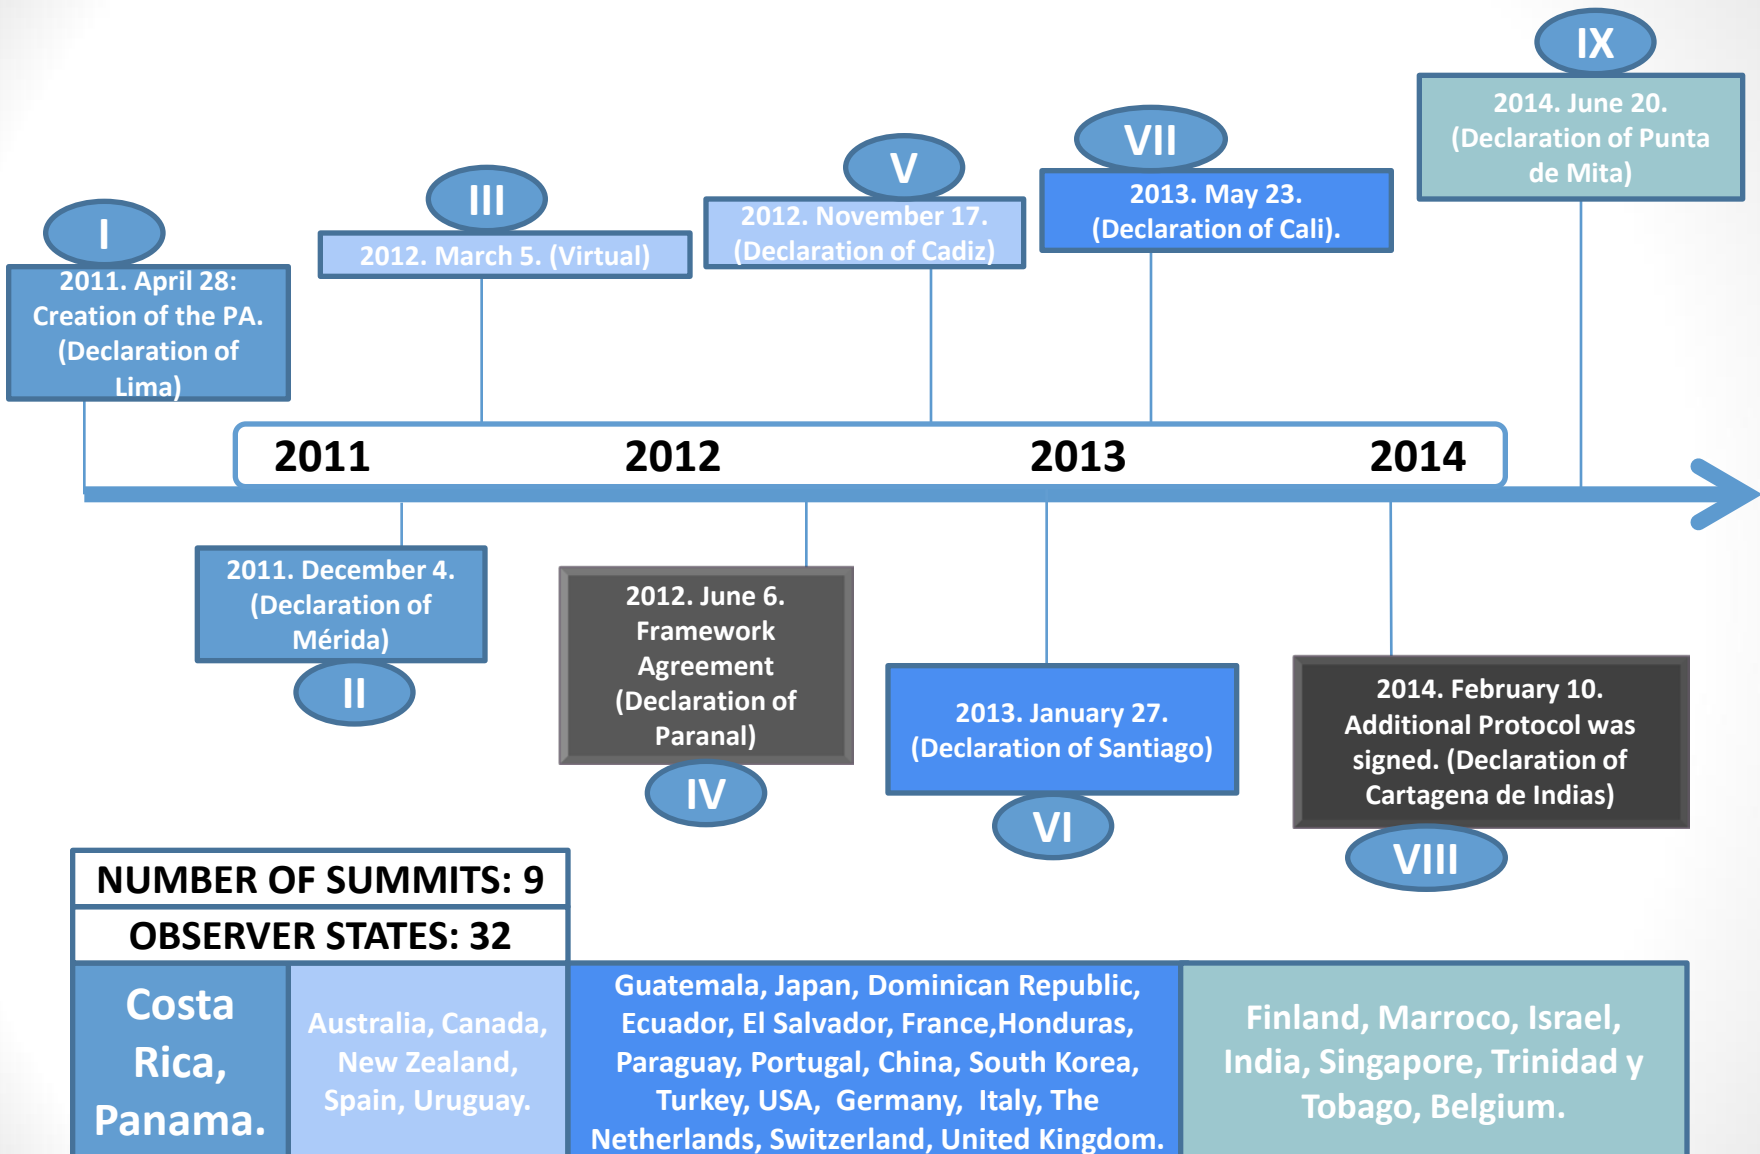 I
2011. April 28:
Creation of the PA.
(Declaration of
Lima)
III
2012. March 5. (Virtual)
V
2012. November 17.
(Declaration of Cadiz)
VII
2013. May 23.
(Declaration of Cali).
IX
2014. June 20.
(Declaration of Punta
de Mita)
2011
2012
2013
2014
2011. December 4.
(Declaration of
Mérida)
II
2012. June 6.
Framework
Agreement
(Declaration of
Paranal)
IV
2013. January 27.
(Declaration of Santiago)
VI
2014. February 10.
Additional Protocol was
signed. (Declaration of
Cartagena de Indias)
VIII
NUMBER OF SUMMITS: 9
OBSERVER STATES: 32
Costa
Rica,
Panama.
Australia, Canada,
New Zealand,
Spain, Uruguay.
Guatemala, Japan, Dominican Republic,
Ecuador, El Salvador, France,Honduras,
Paraguay, Portugal, China, South Korea,
Turkey, USA, Germany, Italy, The
Netherlands, Switzerland, United Kingdom.
Finland, Marroco, Israel,
India, Singapore, Trinidad y
Tobago, Belgium.